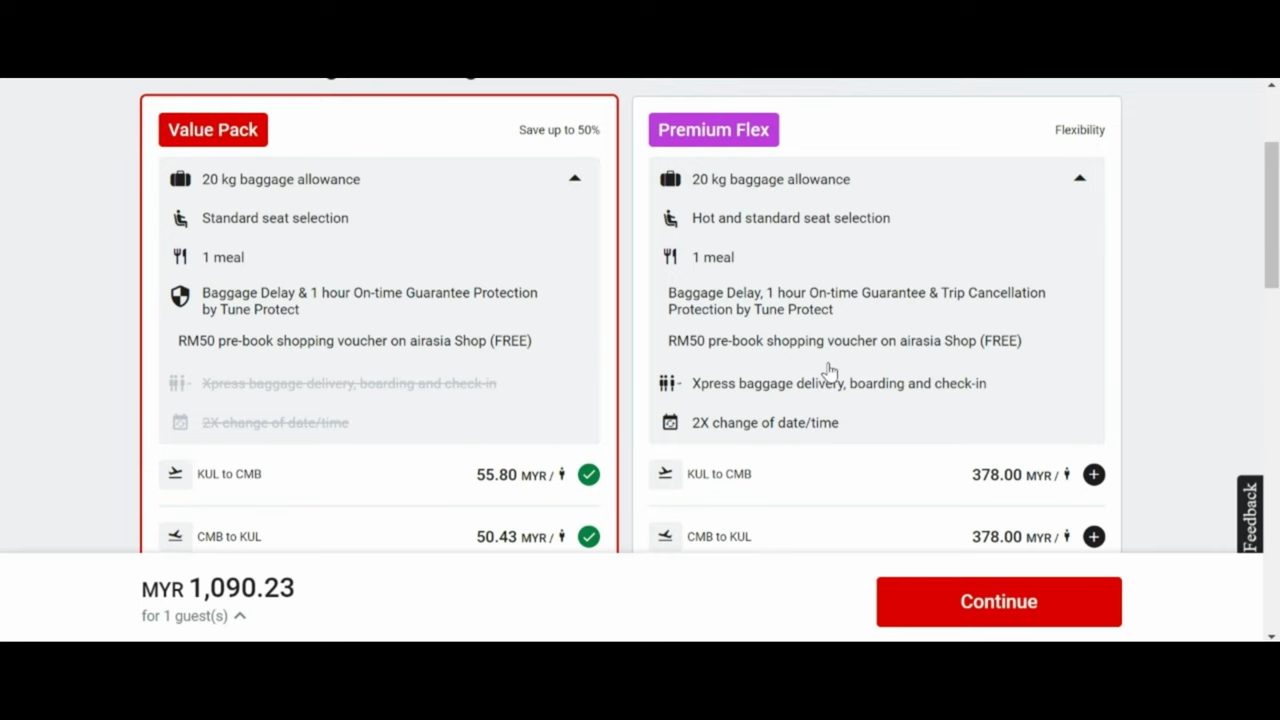 Value Pack
Save up to 50%
20 kg baggage allowance
Standard seat selection
1 meal
Baggage Delay & 1 hour On-time Guarantee Protection
by Tune Protect
RM50 pre-book shopping voucher on airasia Shop (FREE)
Xpress baggage delivery, boarding and check-in
2X change of date/time
KUL to CMB
55.80 MYR /
CMB to KUL
50.43 MYR /
Premium Flex
Flexibility
20 kg baggage allowance
Hot and standard seat selection
1 meal
Baggage Delay, 1 hour On-time Guarantee & Trip Cancellation
Protection by Tune Protect
RM50 pre-book shopping voucher on airasia Shop (FREE)
Xpress baggage delivery, boarding and check-in
2X change of date/time
KUL to CMB
378.00 MYR /
CMB to KUL
378.00 MYR /
Feedback
MYR 1,090.23
for 1 guest(s)
Continue